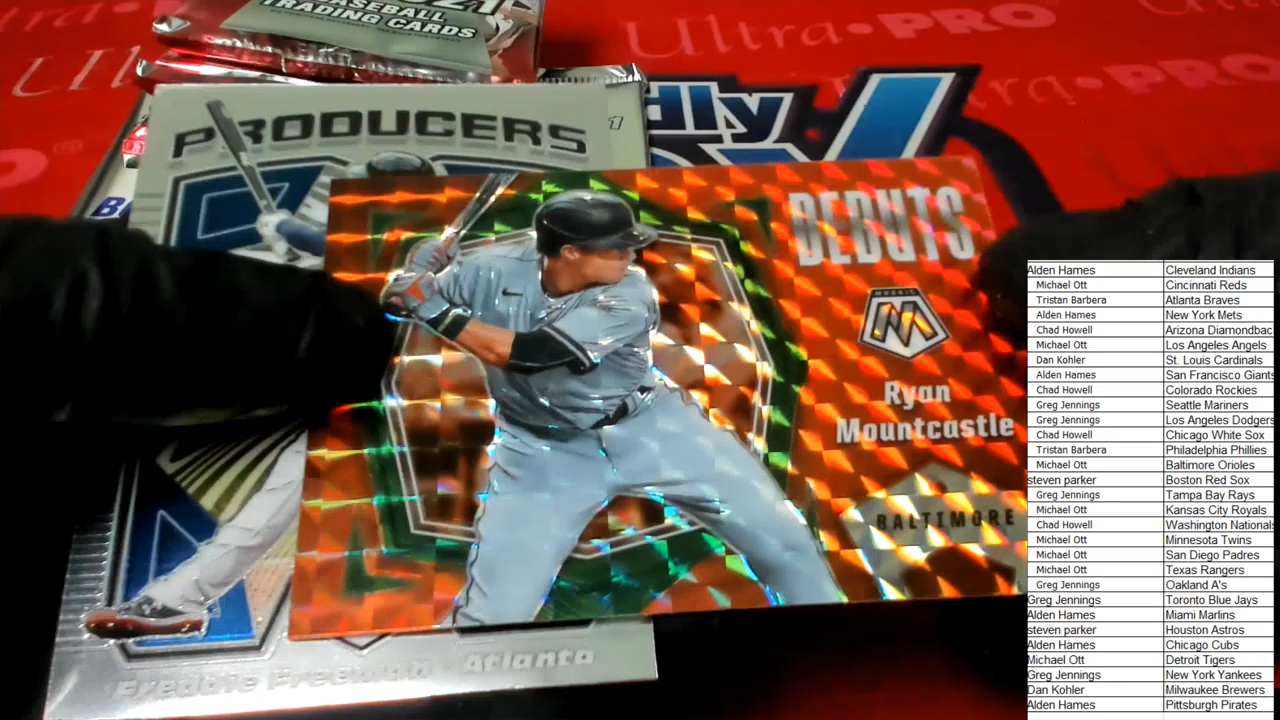 BASEBALL
TRADING CARDS
Ultra•PRO
Ultra
PRO
PRODUCERS
dly
DEBUTS
MOSAIC
M
Ryan
Mountcastle
BALTIMORE
Freddie Freeman Atlanta
Alden Hames Cleveland Indians
Michael Ott Cincinnati Reds
Tristan Barbera Atlanta Braves
Alden Hames New York Mets
Chad Howell Arizona Diamondbac
Michael Ott Los Angeles Angels
Dan Kohler St. Louis Cardinals
Alden Hames San Francisco Giants
Chad Howell Colorado Rockies
Greg Jennings Seattle Mariners
Greg Jennings Los Angeles Dodgers
Chad Howell Chicago White Sox
Tristan Barbera Philadelphia Phillies
Michael Ott Baltimore Orioles
steven parker Boston Red Sox
Greg Jennings Tampa Bay Rays
Michael Ott Kansas City Royals
Chad Howell Washington Nationals
Michael Ott Minnesota Twins
Michael Ott San Diego Padres
Michael Ott Texas Rangers
Greg Jennings Oakland A's
Greg Jennings Toronto Blue Jays
Alden Hames Miami Marlins
steven parker Houston Astros
Alden Hames Chicago Cubs
Michael Ott Detroit Tigers
Greg Jennings New York Yankees
Dan Kohler Milwaukee Brewers
Alden Hames Pittsburgh Pirates